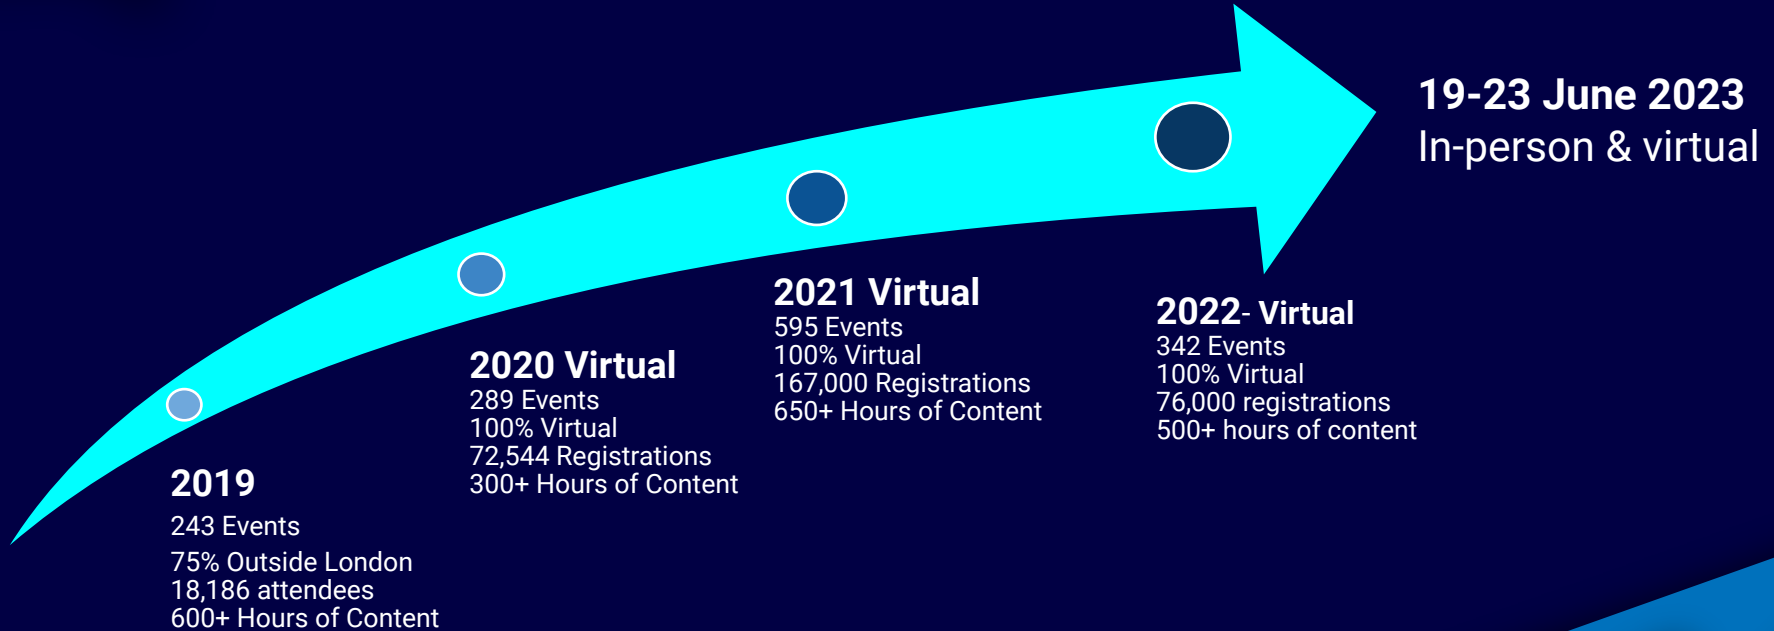 19-23 June 2023
In-person & virtual
2021 Virtual
595 Events
100% Virtual
167,000 Registrations
650+ Hours of Content
2022- Virtual
342 Events
100% Virtual
76,000 registrations
500+ hours of content
2020 Virtual
289 Events
100% Virtual
72,544 Registrations
300+ Hours of Content
2019
243 Events
75% Outside London
18,186 attendees
600+ Hours of Content